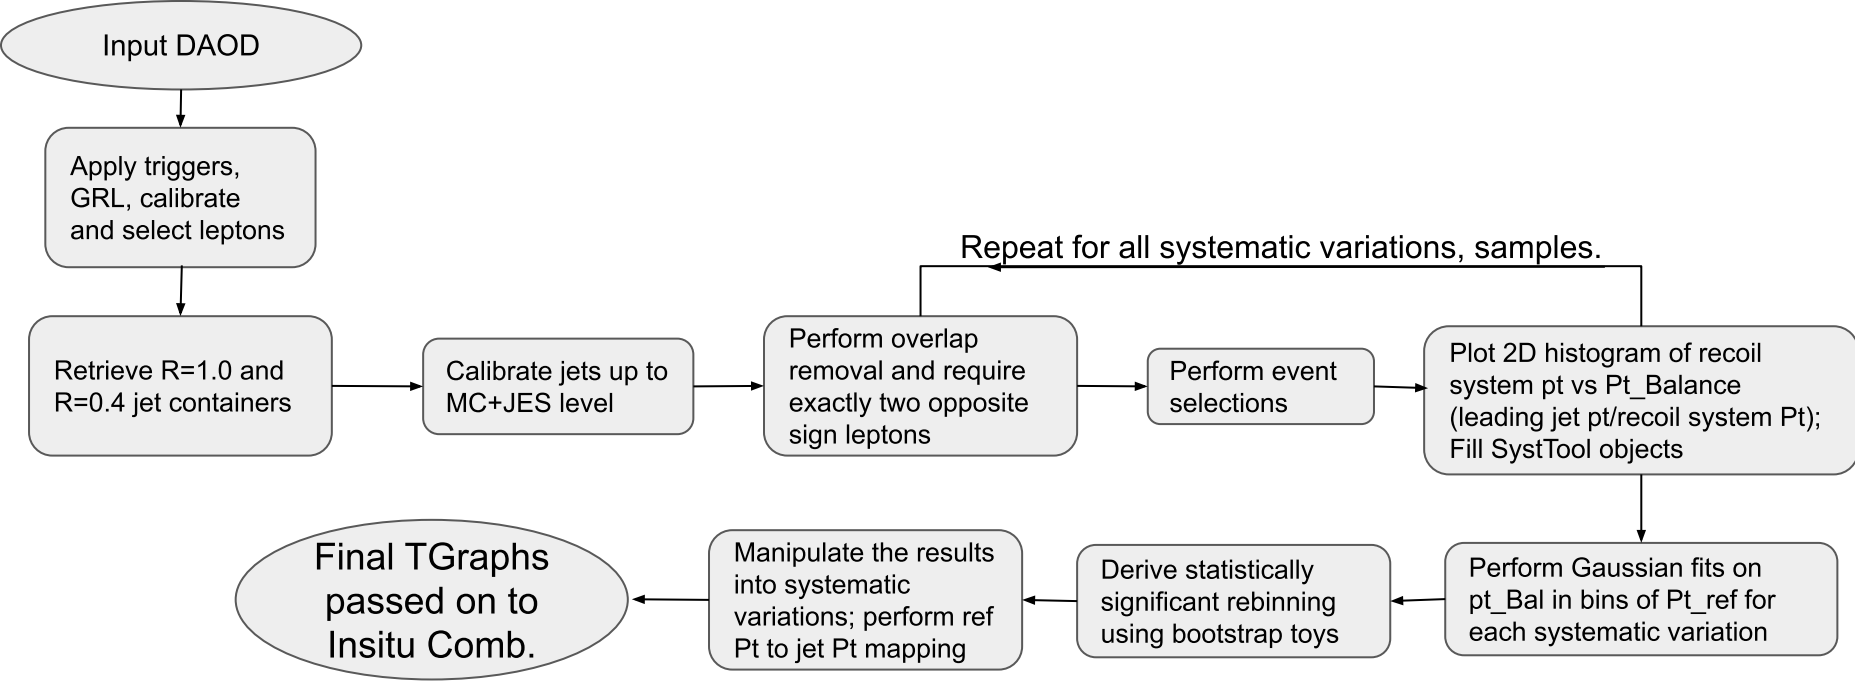 Input DAOD
Apply triggers,
GRL, calibrate
and select leptons
Retrieve R=1.0 and
R=0.4 jet containers
Calibrate jets up to
MC+JES level
Repeat for all systematic variations, samples.
Perform overlap
removal and require
exactly two opposite
sign leptons
Perform event
selections
Plot 2D histogram of recoil
system pt vs Pt_Balance
(leading jet pt/recoil system Pt);
Fill SystTool objects
Perform Gaussian fits on
pt_Bal in bins of Pt_ref for
each systematic variation
Derive statistically
significant rebinning
using bootstrap toys
Manipulate the results
into systematic
variations; perform ref
Pt to jet Pt mapping
Final TGraphs
passed on to
Insitu Comb.